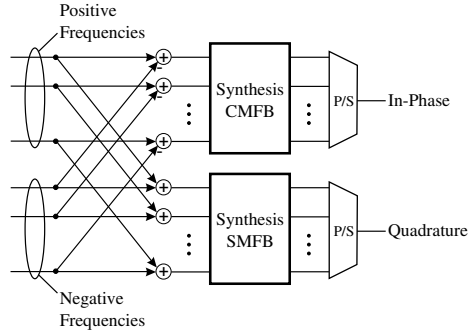 Positive
Frequencies
+
−
+
−
+
−
Synthesis
CMFB
P/S
In-Phase
+
+
+
Synthesis
SMFB
P/S
Quadrature
Negative
Frequencies